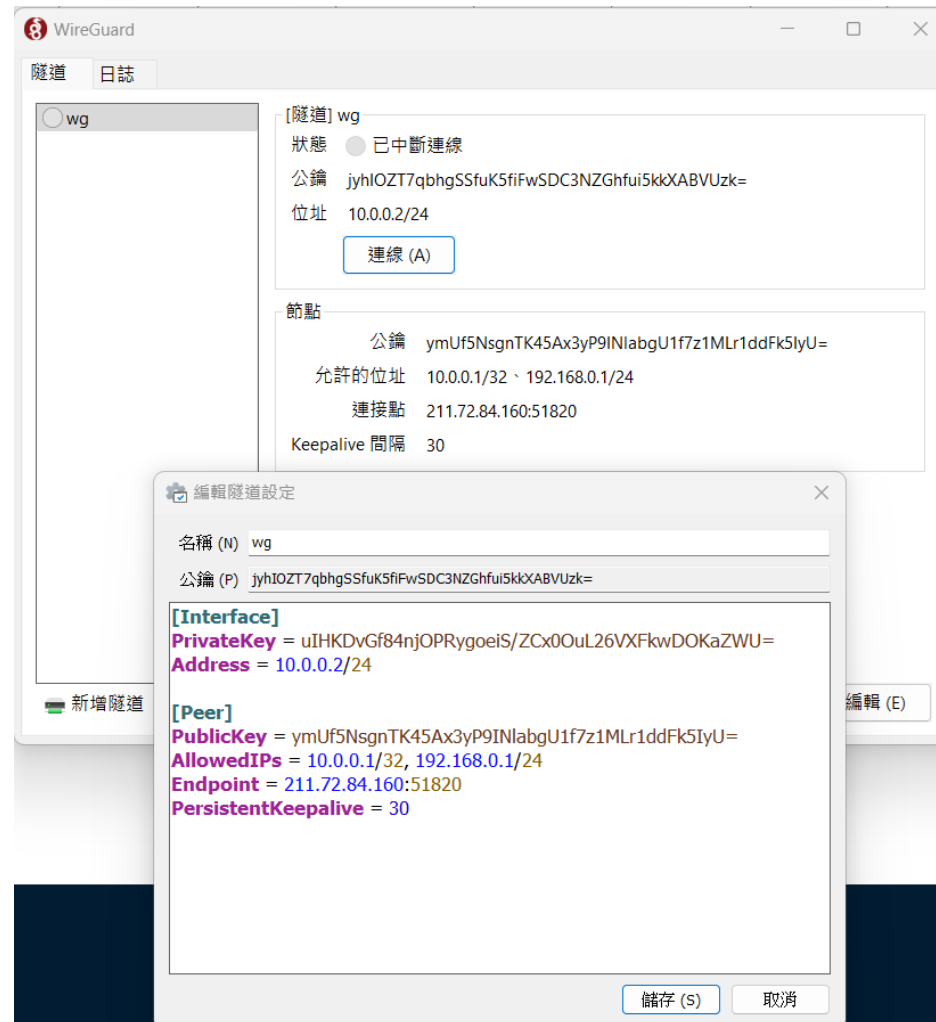 WireGuard
隧道 日誌
wg
[隧道] wg
狀態 已中斷連線
公鑰 jyhIOZT7qbhgSSfuK5fiFwSDC3NZGhfui5kkXABVUzk=
位址 10.0.0.2/24
連線 (A)
節點
公鑰 ymUf5NsgnTK45Ax3yP9INlabgU1f7z1MLr1ddFk5IyU=
允許的位址 10.0.0.1/32、192.168.0.1/24
連接點 211.72.84.160:51820
Keepalive 間隔 30
新增隧道
編輯 (E)
編輯隧道設定
名稱 (N) wg
公鑰 (P) jyhIOZT7qbhgSSfuK5fiFwSDC3NZGhfui5kkXABVUzk=
[Interface]
PrivateKey = uIHKDvGf84njOPRygoeiS/ZCx0OuL26VXFkwDOKaZWU=
Address = 10.0.0.2/24
[Peer]
PublicKey = ymUf5NsgnTK45Ax3yP9INlabgU1f7z1MLr1ddFk5IyU=
AllowedIPs = 10.0.0.1/32, 192.168.0.1/24
Endpoint = 211.72.84.160:51820
PersistentKeepalive = 30
儲存 (S) 取消